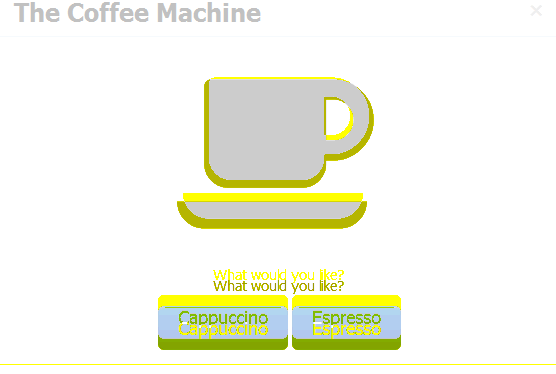 The Coffee Machine
×
What would you like?
What would you like?
Cappuccino Espresso
Cappuccino Espresso